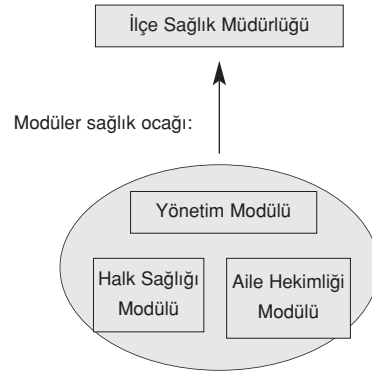 İlçe Sağlık Müdürlüğü
Modüler sağlık ocağı:
Yönetim Modülü
Halk Sağlığı
Modülü
Aile Hekimliği
Modülü